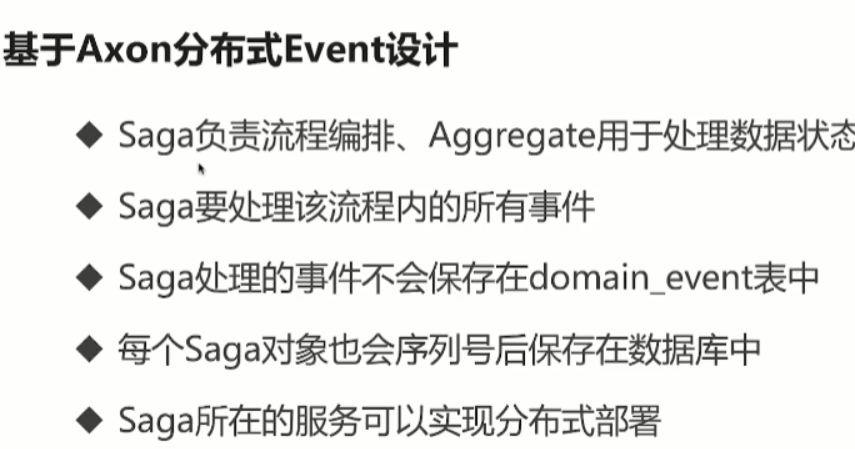 基于Axon分布式Event设计
◆ Saga负责流程编排、Aggregate用于处理数据状态
◆ Saga要处理该流程内的所有事件
◆ Saga处理的事件不会保存在domain_event表中
◆ 每个Saga对象也会序列号后保存在数据库中
◆ Saga所在的服务可以实现分布式部署